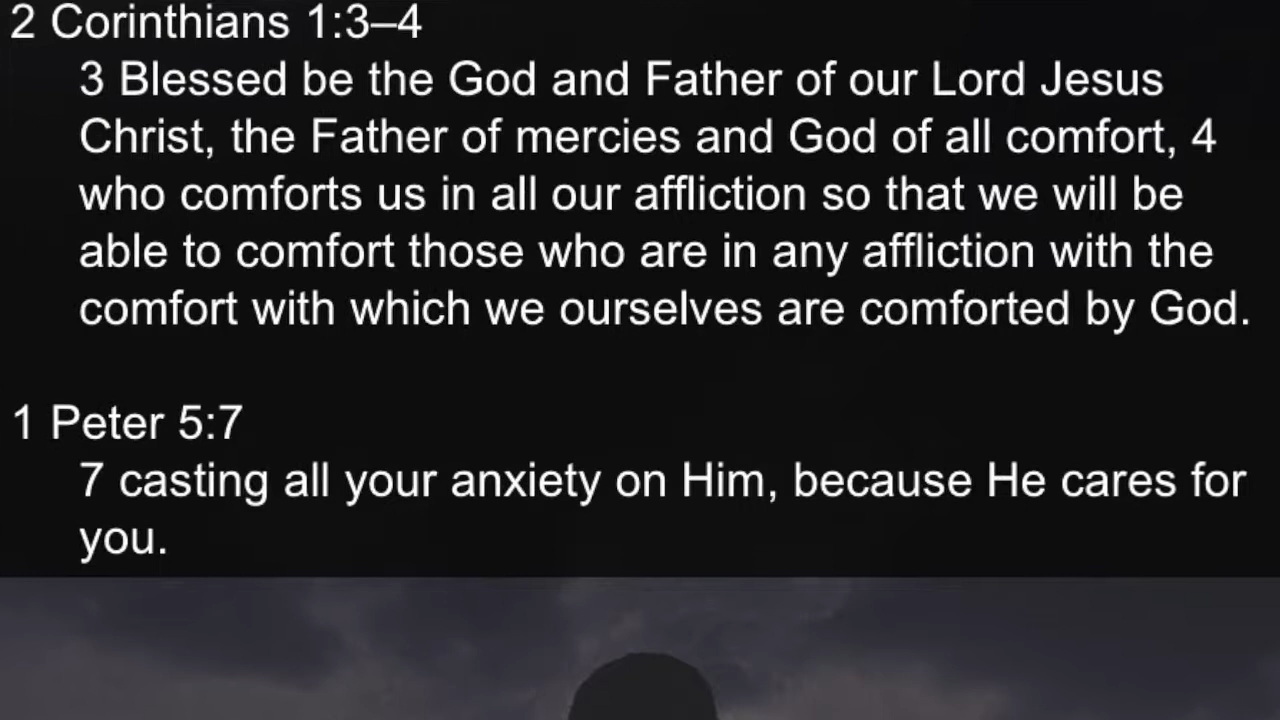 2 Corinthians 1:3–4
3 Blessed be the God and Father of our Lord Jesus
Christ, the Father of mercies and God of all comfort, 4
who comforts us in all our affliction so that we will be
able to comfort those who are in any affliction with the
comfort with which we ourselves are comforted by God.
1 Peter 5:7
7 casting all your anxiety on Him, because He cares for
you.